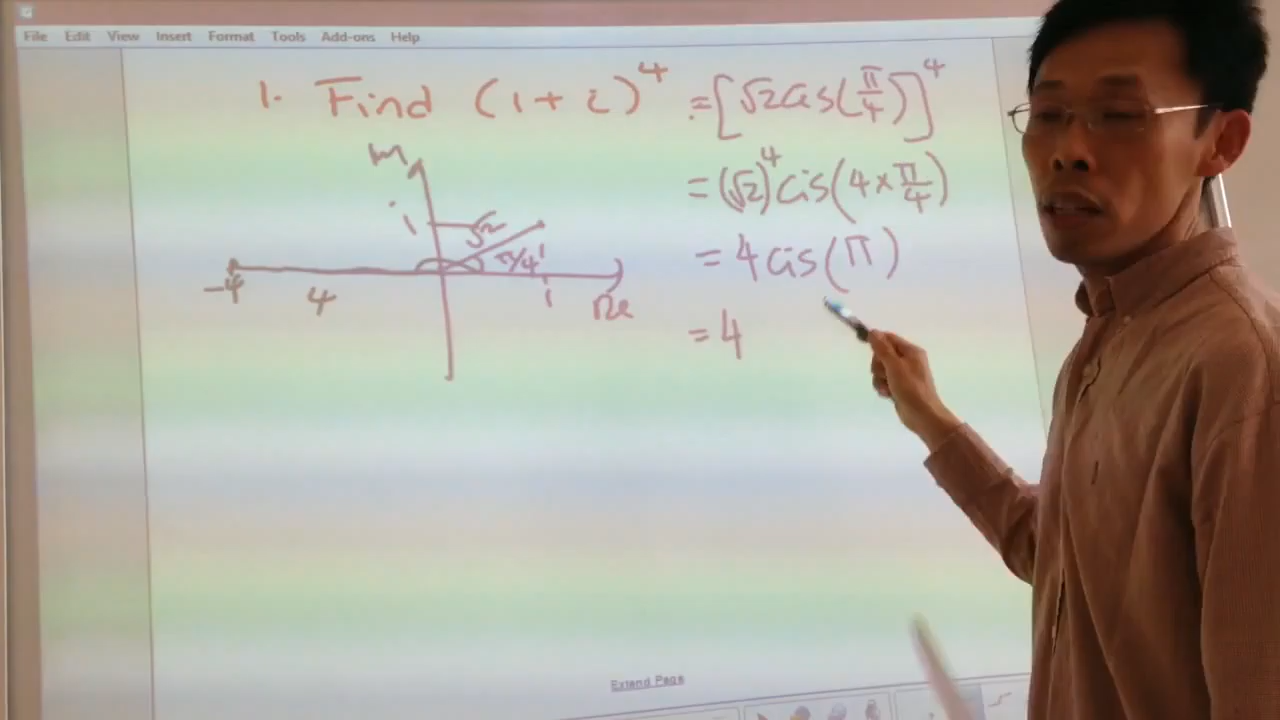 File Edit View Insert Format Tools Add-ons Help
1. Find (1+i)⁴ = [√2 cis(π/4)]⁴
= (√2)⁴ cis(4×π/4)
= 4 cis(π)
= 4
Im
i
√2
π/4
1
Re
-4
4
Extend Page